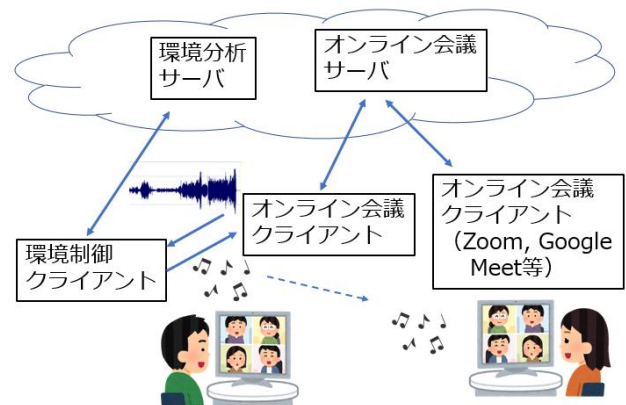 環境分析
サーバ
オンライン会議
サーバ
オンライン会議
クライアント
オンライン会議
クライアント
（Zoom, Google
Meet等）
環境制御
クライアント